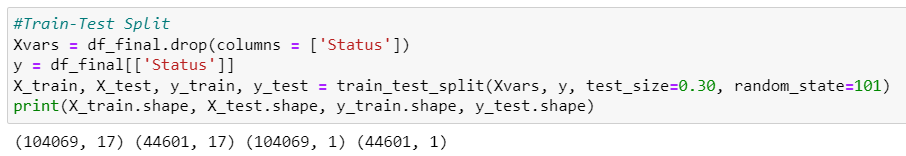 #Train-Test Split
Xvars = df_final.drop(columns = ['Status'])
y = df_final[['Status']]
X_train, X_test, y_train, y_test = train_test_split(Xvars, y, test_size=0.30, random_state=101)
print(X_train.shape, X_test.shape, y_train.shape, y_test.shape)
(104069, 17) (44601, 17) (104069, 1) (44601, 1)